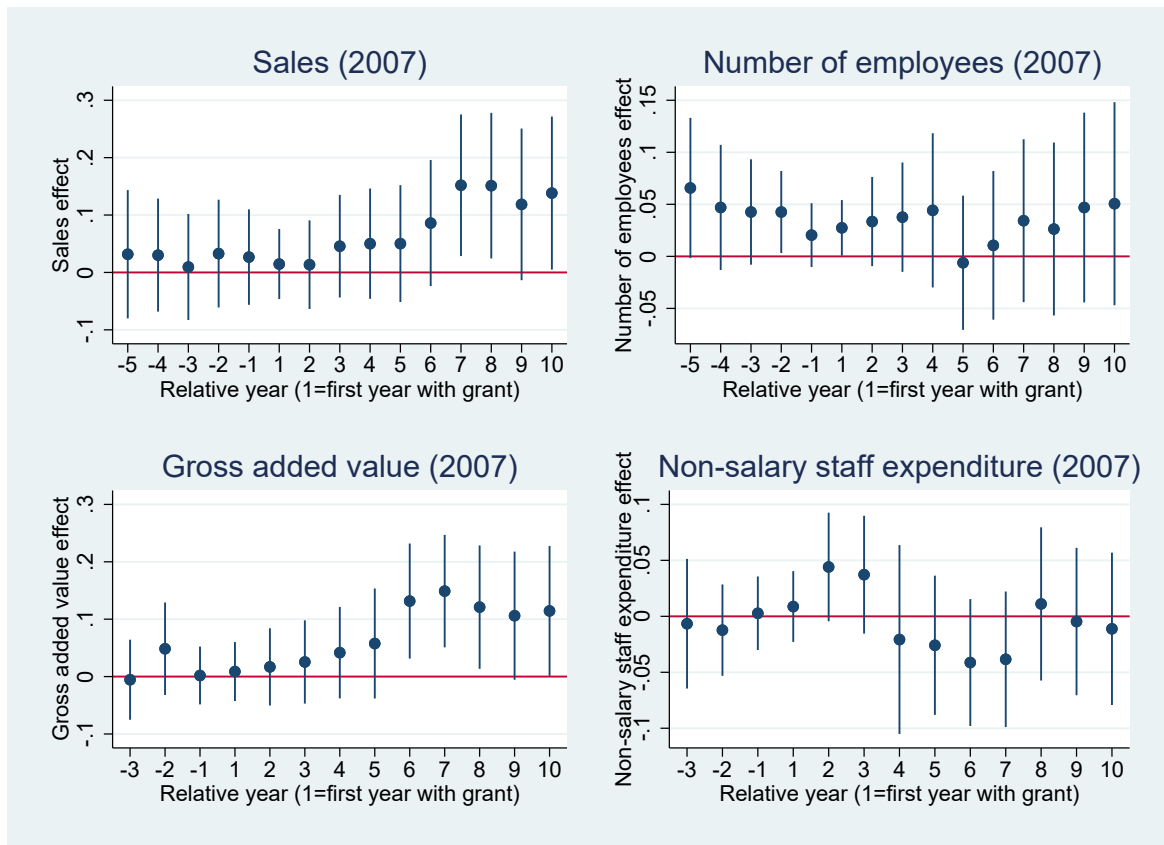 Sales (2007)
Sales effect
.3
.2
.1
0
-.1
-5 -4 -3 -2 -1 1 2 3 4 5 6 7 8 9 10
Relative year (1=first year with grant)
Number of employees (2007)
Number of employees effect
.15
.1
.05
0
-.05
-5 -4 -3 -2 -1 1 2 3 4 5 6 7 8 9 10
Relative year (1=first year with grant)
Gross added value (2007)
Gross added value effect
.3
.2
.1
0
-.1
-3 -2 -1 1 2 3 4 5 6 7 8 9 10
Relative year (1=first year with grant)
Non-salary staff expenditure (2007)
Non-salary staff expenditure effect
.1
.05
0
-.05
-.1
-3 -2 -1 1 2 3 4 5 6 7 8 9 10
Relative year (1=first year with grant)